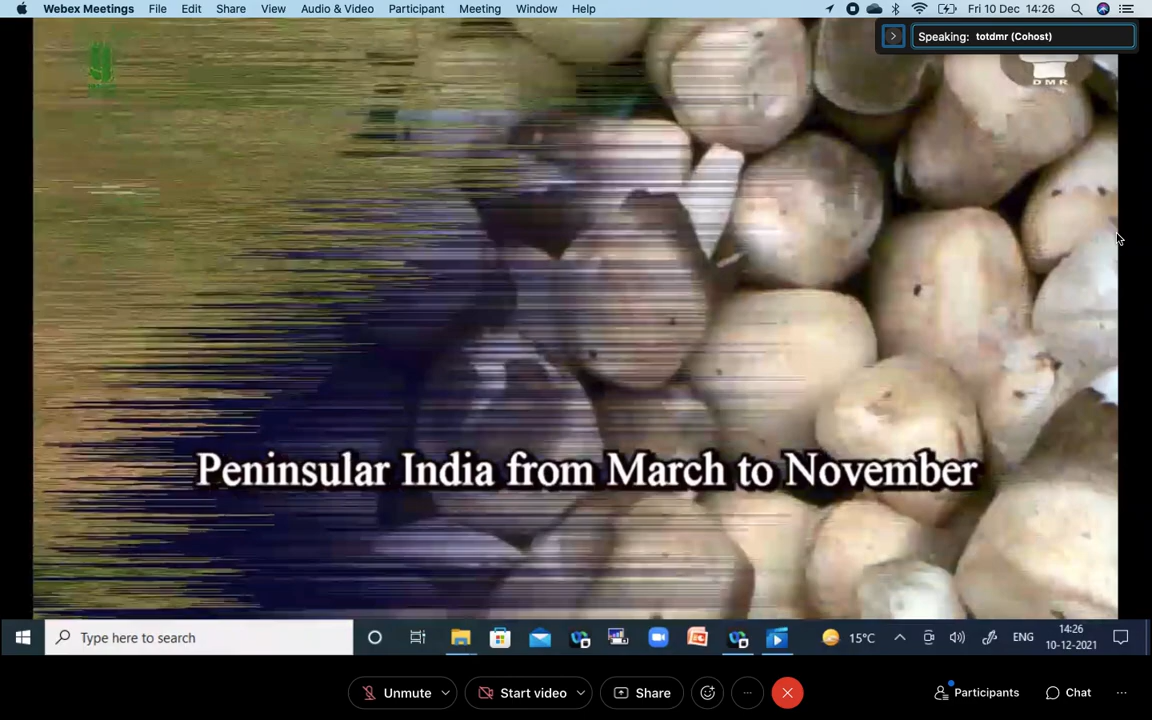 Webex Meetings File Edit Share View Audio & Video Participant Meeting Window Help Fri 10 Dec 14:26
Speaking: totdmr (Cohost)
DMR
Peninsular India from March to November
Type here to search 15°C ENG 14:26
10-12-2021
Unmute Start video Share Participants Chat